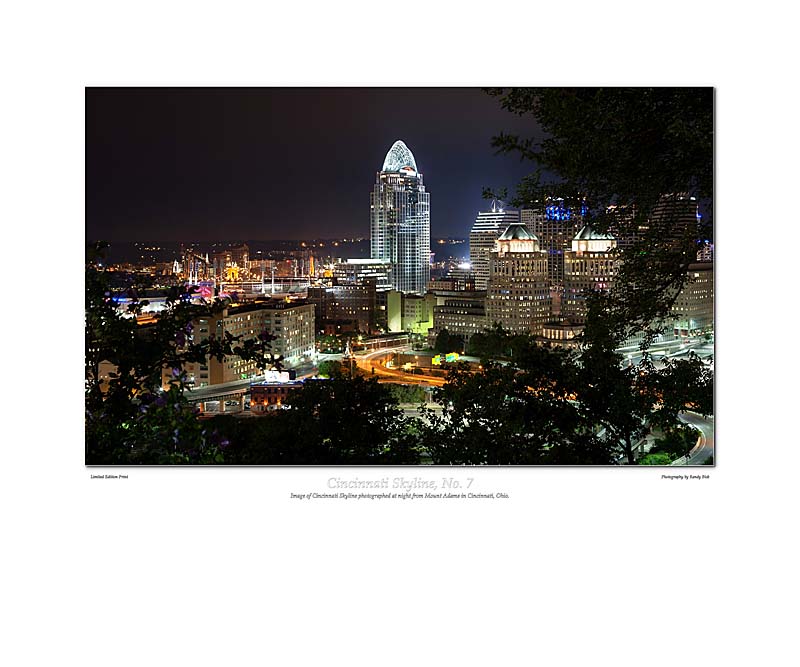 Limited Edition Print
Cincinnati Skyline, No. 7
Photography by Randy Dick
Image of Cincinnati Skyline photographed at night from Mount Adams in Cincinnati, Ohio.